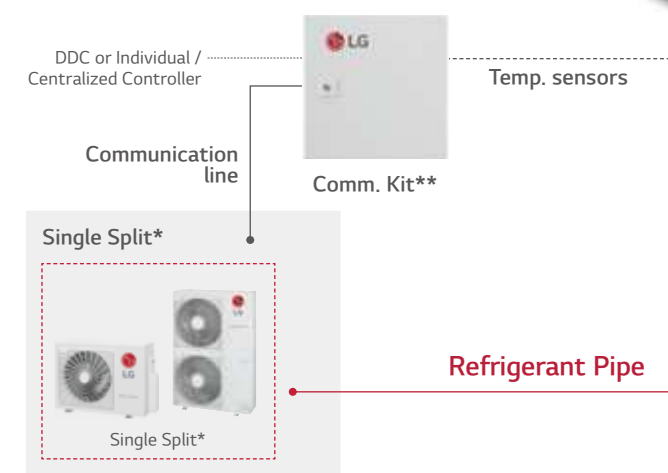 LG
DDC or Individual /
Centralized Controller
Temp. sensors
Communication
line
Comm. Kit**
Single Split*
LG
LG
Refrigerant Pipe
Single Split*